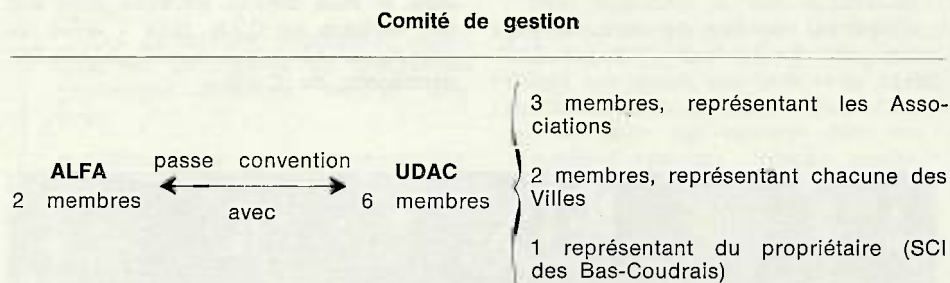 Comité de gestion
ALFA
2 membres
passe convention
avec
UDAC
6 membres
3 membres, représentant les Asso-
ciations
2 membres, représentant chacune des
Villes
1 représentant du propriétaire (SCI
des Bas-Coudrais)